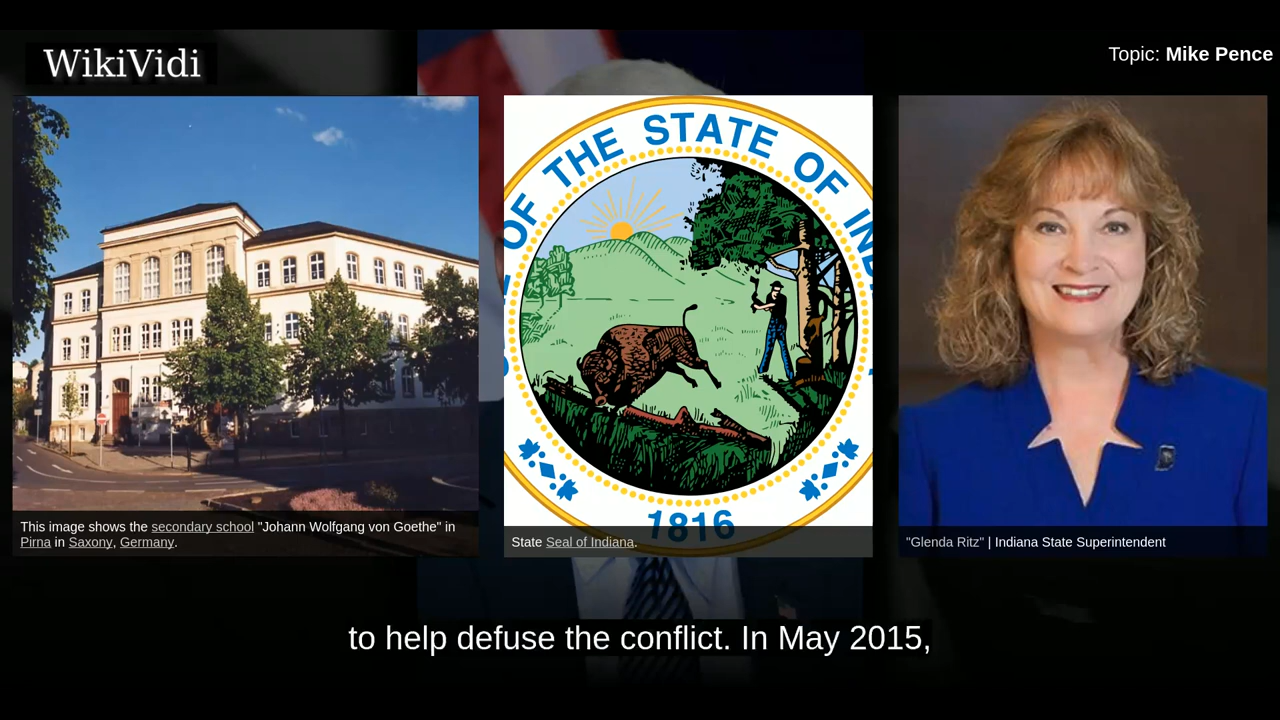 WikiVidi
Topic: Mike Pence
OF THE STATE OF
1816
This image shows the secondary school "Johann Wolfgang von Goethe" in
Pirna in Saxony, Germany.
State Seal of Indiana.
"Glenda Ritz" | Indiana State Superintendent
to help defuse the conflict. In May 2015,